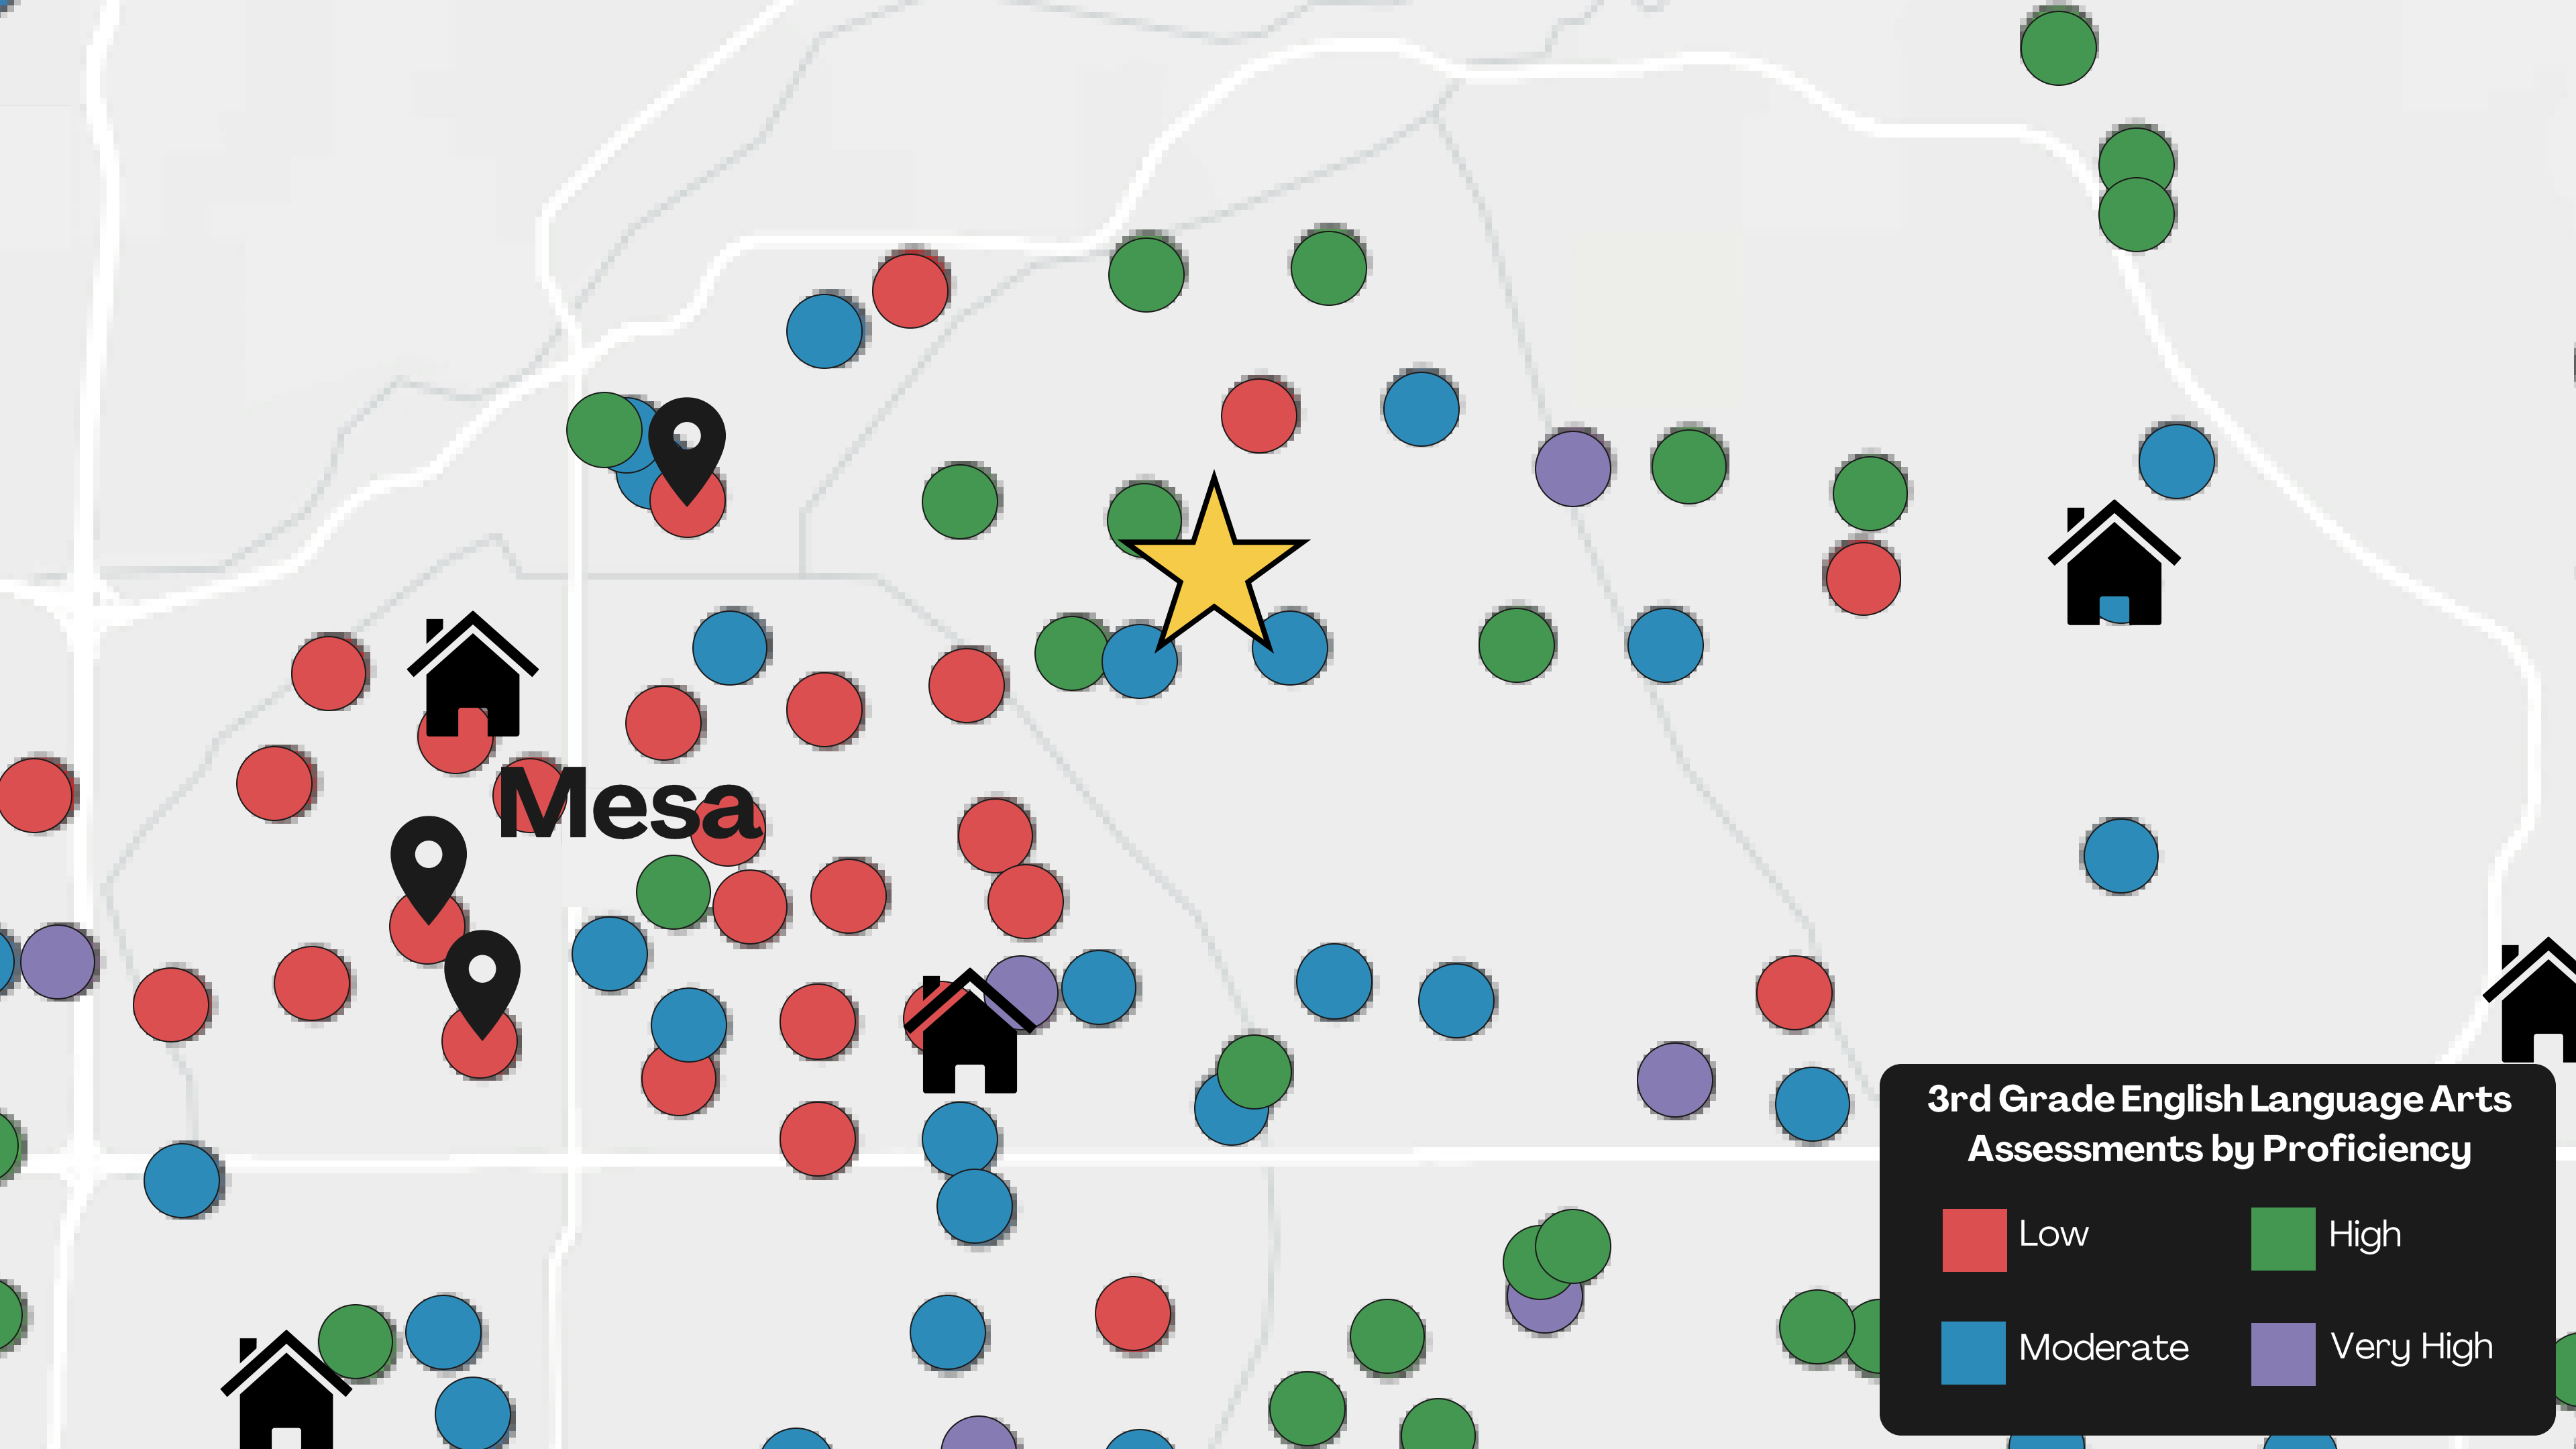 Mesa
3rd Grade English Language Arts
Assessments by Proficiency
Low
High
Moderate
Very High